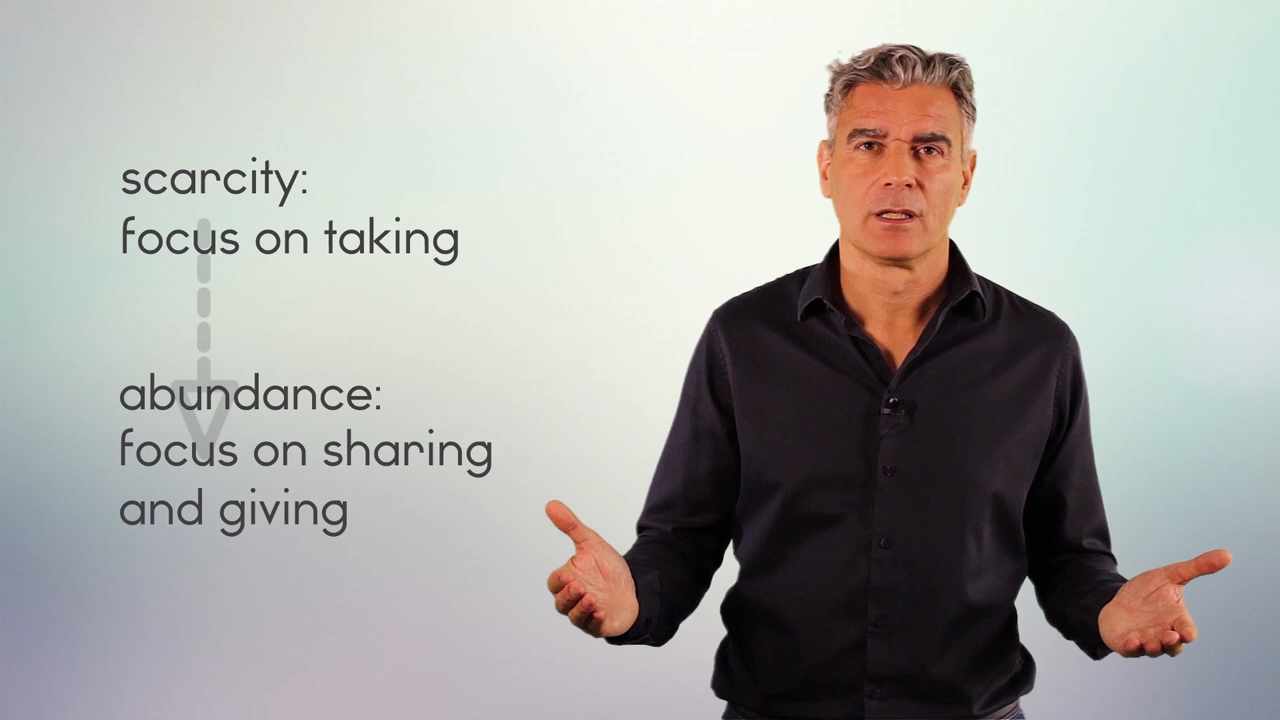 scarcity:
focus on taking
abundance:
focus on sharing
and giving